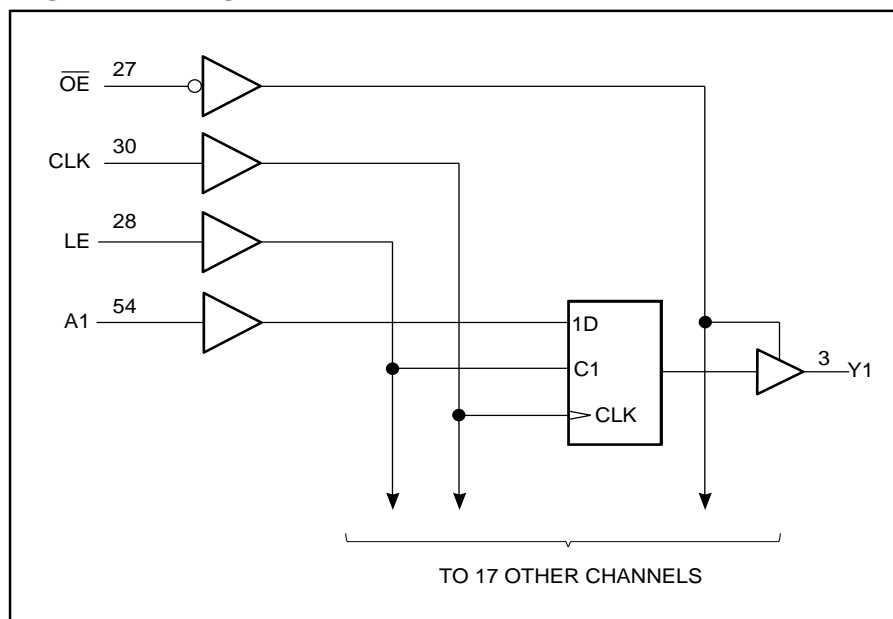 OE 27
CLK 30
LE 28
A1 54
1D
C1
CLK
3 Y1
TO 17 OTHER CHANNELS